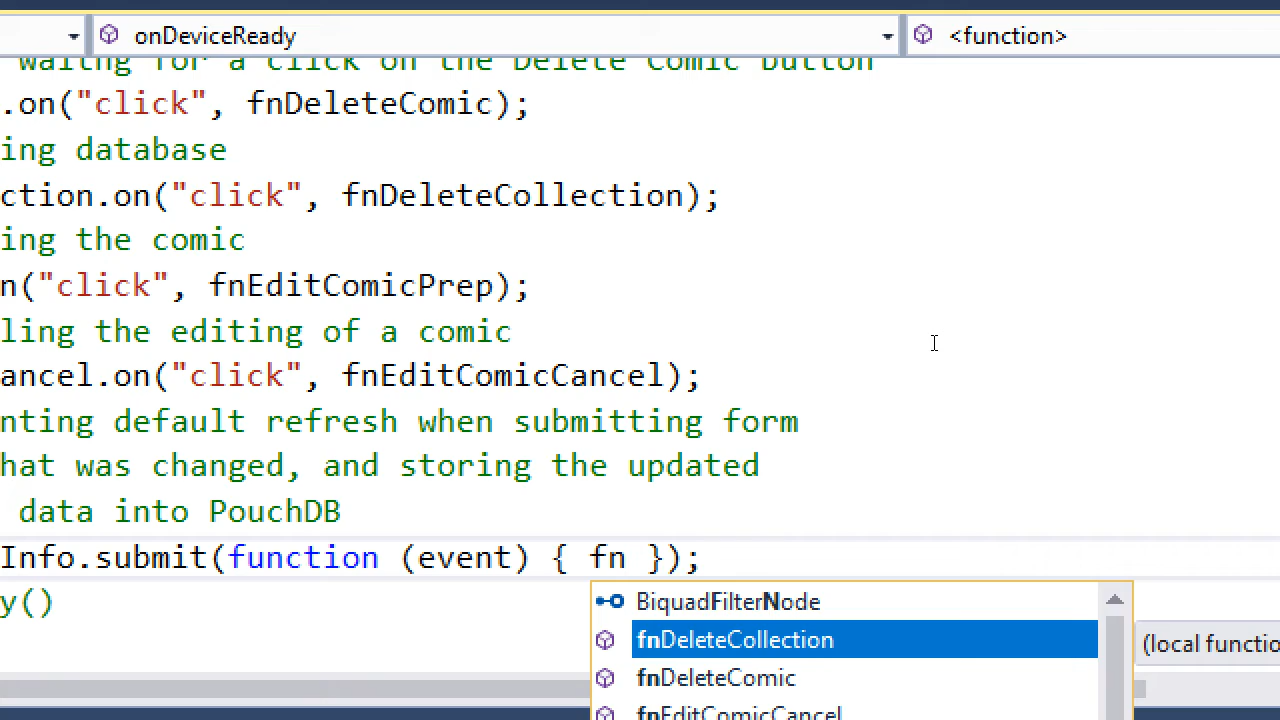 onDeviceReady <function>
waitng for a click on the Delete Comic button
.on("click", fnDeleteComic);
ing database
ction.on("click", fnDeleteCollection);
ing the comic
n("click", fnEditComicPrep);
ling the editing of a comic
ancel.on("click", fnEditComicCancel);
nting default refresh when submitting form
hat was changed, and storing the updated
data into PouchDB
Info.submit(function (event) { fn });
y()
BiquadFilterNode
fnDeleteCollection
(local functio
fnDeleteComic
fnEditComicCancel